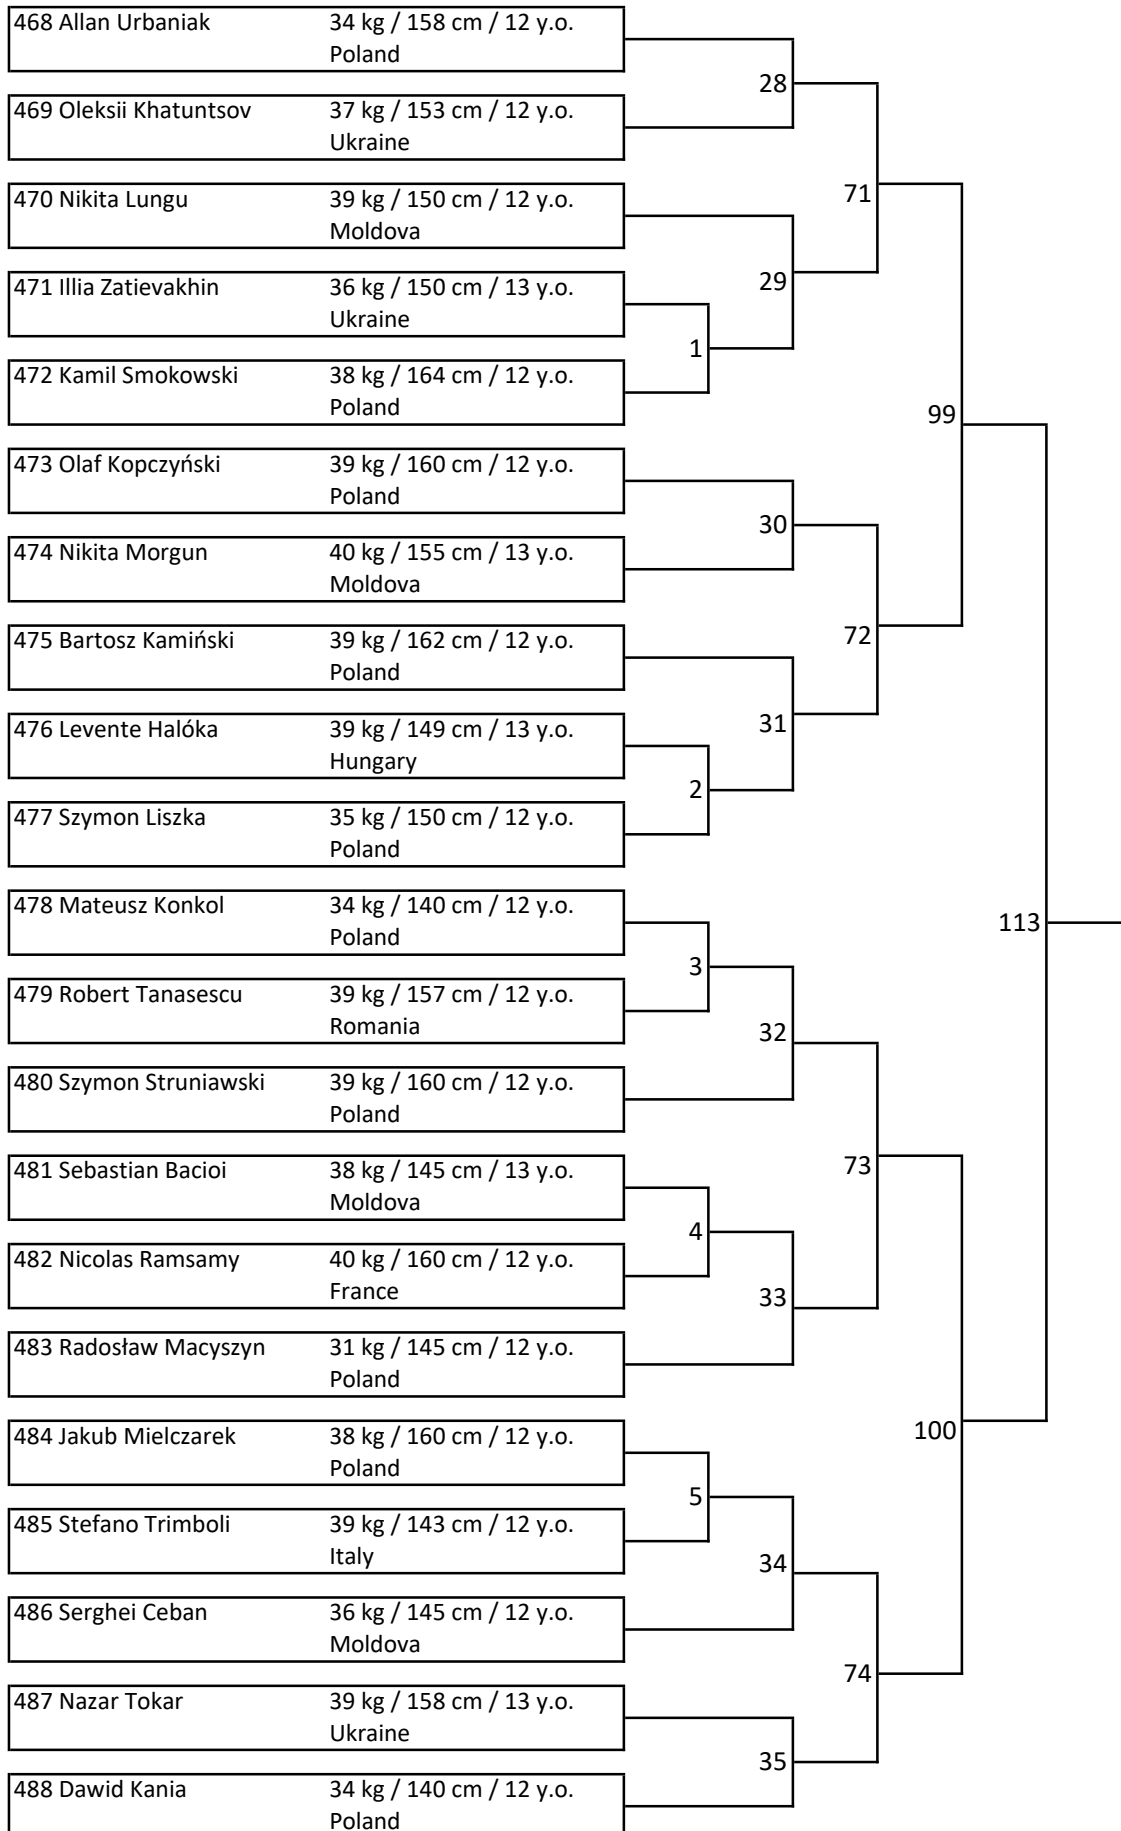 468 Allan Urbaniak 34 kg / 158 cm / 12 y.o.
Poland
28
469 Oleksii Khatuntsov 37 kg / 153 cm / 12 y.o.
Ukraine
470 Nikita Lungu 39 kg / 150 cm / 12 y.o.
71
Moldova
471 Illia Zatievakhin 36 kg / 150 cm / 13 y.o.
29
Ukraine
1
472 Kamil Smokowski 38 kg / 164 cm / 12 y.o.
Poland
99
473 Olaf Kopczyński 39 kg / 160 cm / 12 y.o.
Poland
30
474 Nikita Morgun 40 kg / 155 cm / 13 y.o.
Moldova
475 Bartosz Kamiński 39 kg / 162 cm / 12 y.o.
72
Poland
476 Levente Halóka 39 kg / 149 cm / 13 y.o.
31
Hungary
2
477 Szymon Liszka 35 kg / 150 cm / 12 y.o.
Poland
478 Mateusz Konkol 34 kg / 140 cm / 12 y.o.
113
Poland
3
479 Robert Tanasescu 39 kg / 157 cm / 12 y.o.
Romania
32
480 Szymon Struniawski 39 kg / 160 cm / 12 y.o.
Poland
481 Sebastian Bacioi 38 kg / 145 cm / 13 y.o.
73
Moldova
4
482 Nicolas Ramsamy 40 kg / 160 cm / 12 y.o.
France
33
483 Radosław Macyszyn 31 kg / 145 cm / 12 y.o.
Poland
484 Jakub Mielczarek 38 kg / 160 cm / 12 y.o.
100
Poland
5
485 Stefano Trimboli 39 kg / 143 cm / 12 y.o.
Italy
34
486 Serghei Ceban 36 kg / 145 cm / 12 y.o.
Moldova
74
487 Nazar Tokar 39 kg / 158 cm / 13 y.o.
Ukraine
35
488 Dawid Kania 34 kg / 140 cm / 12 y.o.
Poland